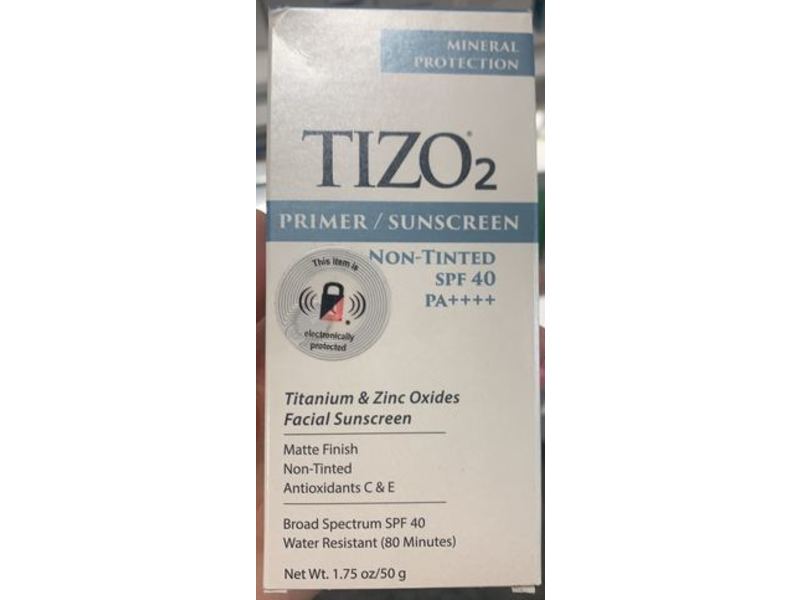 MINERAL
PROTECTION
TIZO®2
PRIMER / SUNSCREEN
NON-TINTED
SPF 40
PA++++
This item is
electronically
protected
Titanium & Zinc Oxides
Facial Sunscreen
Matte Finish
Non-Tinted
Antioxidants C & E
Broad Spectrum SPF 40
Water Resistant (80 Minutes)
Net Wt. 1.75 oz/50 g